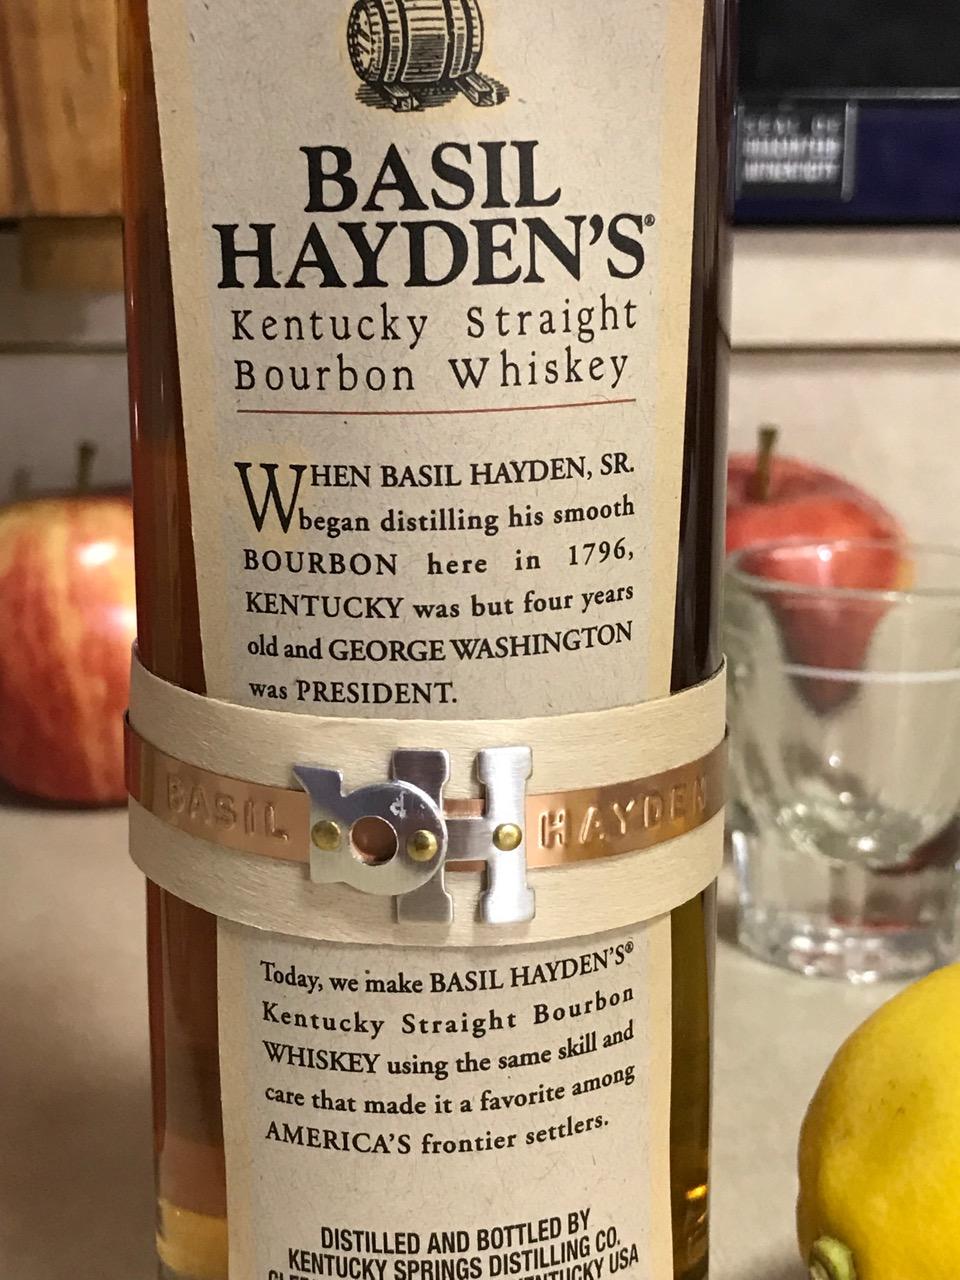 BASIL
HAYDEN'S®
Kentucky Straight
Bourbon Whiskey
WHEN BASIL HAYDEN, SR.
began distilling his smooth
BOURBON here in 1796,
KENTUCKY was but four years
old and GEORGE WASHINGTON
was PRESIDENT.
BASIL bH HAYDEN
Today, we make BASIL HAYDEN'S®
Kentucky Straight Bourbon
WHISKEY using the same skill and
care that made it a favorite among
AMERICA'S frontier settlers.
DISTILLED AND BOTTLED BY
KENTUCKY SPRINGS DISTILLING CO.
KENTUCKY USA